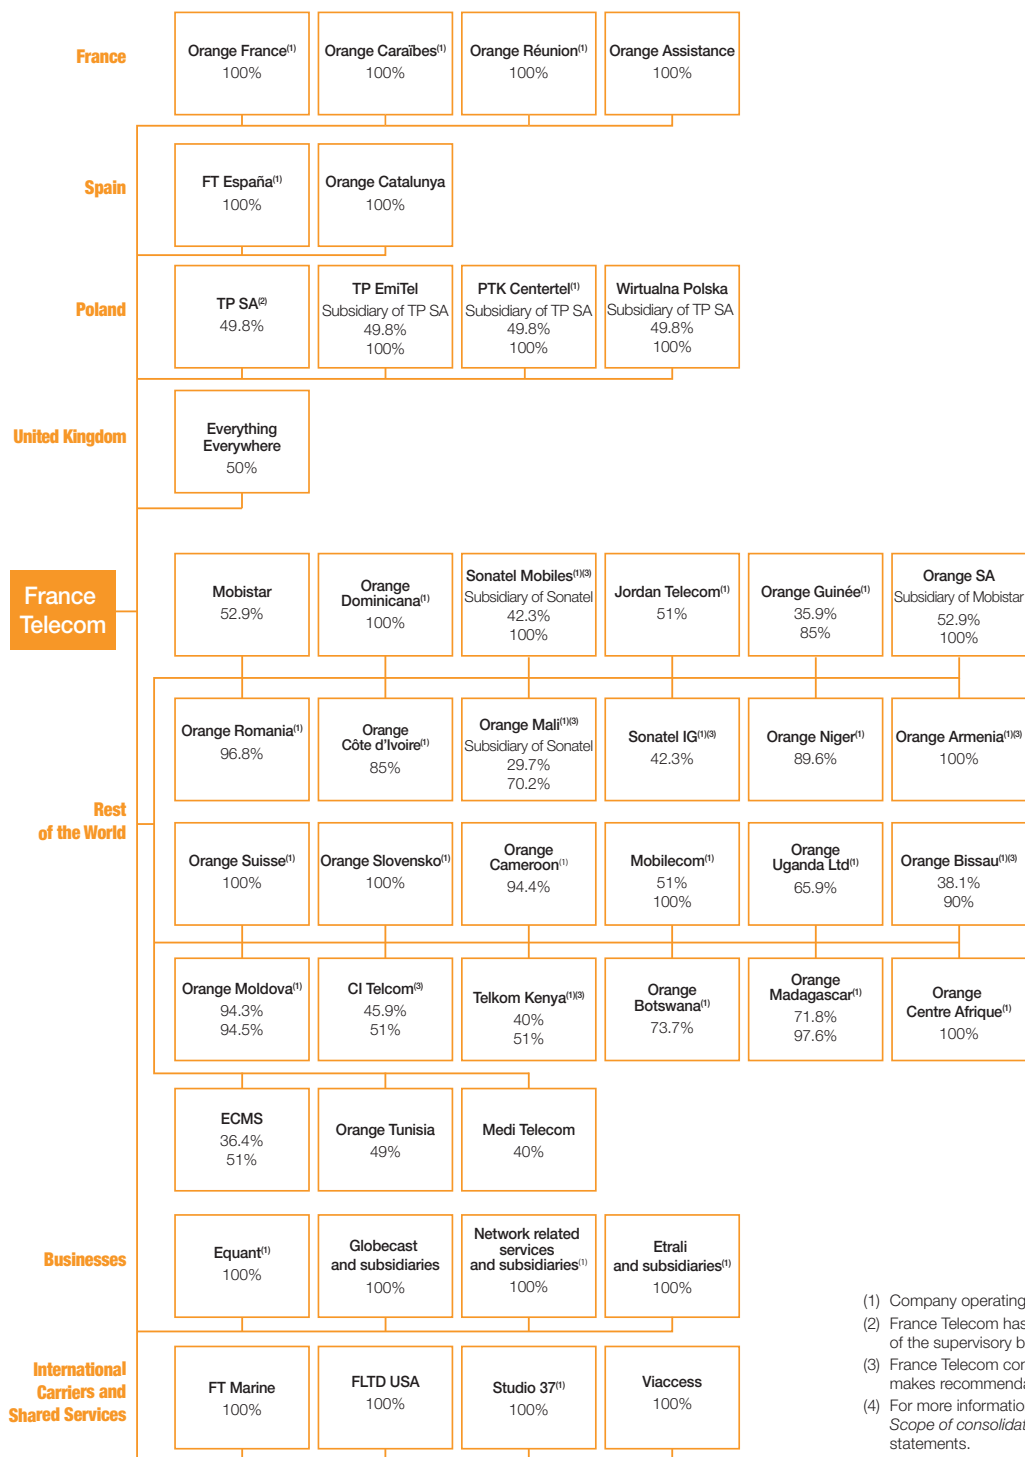 France
Orange France(1)
100%
Orange Caraïbes(1)
100%
Orange Réunion(1)
100%
Orange Assistance
100%
Spain
FT España(1)
100%
Orange Catalunya
100%
Poland
TP SA(2)
49.8%
TP EmiTel
Subsidiary of TP SA
49.8%
100%
PTK Centertel(1)
Subsidiary of TP SA
49.8%
100%
Wirtualna Polska
Subsidiary of TP SA
49.8%
100%
United Kingdom
Everything
Everywhere
50%
France
Telecom
Rest
of the World
Mobistar
52.9%
Orange
Dominicana(1)
100%
Sonatel Mobiles(1)(3)
Subsidiary of Sonatel
42.3%
100%
Jordan Telecom(1)
51%
Orange Guinée(1)
35.9%
85%
Orange SA
Subsidiary of Mobistar
52.9%
100%
Orange Romania(1)
96.8%
Orange
Côte d'Ivoire(1)
85%
Orange Mali(1)(3)
Subsidiary of Sonatel
29.7%
70.2%
Sonatel IG(1)(3)
42.3%
Orange Niger(1)
89.6%
Orange Armenia(1)(3)
100%
Orange Suisse(1)
100%
Orange Slovensko(1)
100%
Orange
Cameroon(1)
94.4%
Mobilecom(1)
51%
100%
Orange
Uganda Ltd(1)
65.9%
Orange Bissau(1)(3)
38.1%
90%
Orange Moldova(1)
94.3%
94.5%
CI Telcom(3)
45.9%
51%
Telkom Kenya(1)(3)
40%
51%
Orange
Botswana(1)
73.7%
Orange
Madagascar(1)
71.8%
97.6%
Orange
Centre Afrique(1)
100%
ECMS
36.4%
51%
Orange Tunisia
49%
Medi Telecom
40%
Businesses
Equant(1)
100%
Globecast
and subsidiaries
100%
Network related
services
and subsidiaries(1)
100%
Etrali
and subsidiaries(1)
100%
International
Carriers and
Shared Services
FT Marine
100%
FLTD USA
100%
Studio 37(1)
100%
Viaccess
100%
(1) Company operating
(2) France Telecom has
of the supervisory b
(3) France Telecom con
makes recommenda
(4) For more informatio
Scope of consolidat
statements.